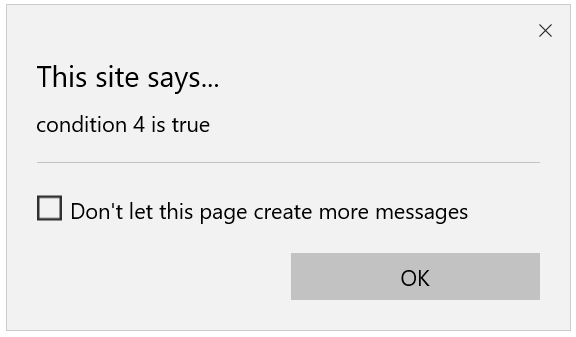 This site says...
condition 4 is true
Don't let this page create more messages
OK